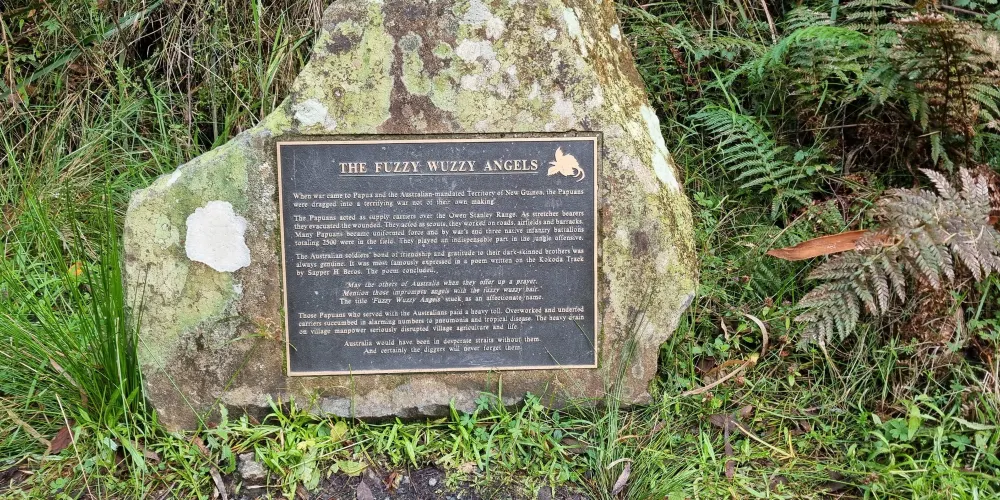 THE FUZZY WUZZY ANGELS
When war came to Papua and the Australian-mandated Territory of New Guinea, the Papuans
were dragged into a terrifying war not of their own making.
The Papuans acted as supply carriers over the Owen Stanley Range. As stretcher bearers
they evacuated the wounded. They acted as scouts, they worked on roads, airfields and barracks.
Many Papuans became uniformed force and by war's end three native infantry battalions
totaling 2500 were in the field. They played an indispensable part in the jungle offensive.
The Australian soldiers' bond of friendship and gratitude to their dark-skinned brothers was
always genuine. It was most famously expressed in a poem written on the Kokoda Track
by Sapper H Beros. The poem concluded,
'May the others of Australia when they offer up a prayer,
Mention those impromptu angels with the fuzzy wuzzy hair.'
The title 'Fuzzy Wuzzy Angels' stuck as an affectionate name.
Those Papuans who served with the Australians paid a heavy toll. Overworked and underfed
carriers succumbed in alarming numbers to pneumonia and tropical disease. The heavy drain
on village manpower seriously disrupted village agriculture and life.
Australia would have been in desperate straits without them.
And certainly the diggers will never forget them.